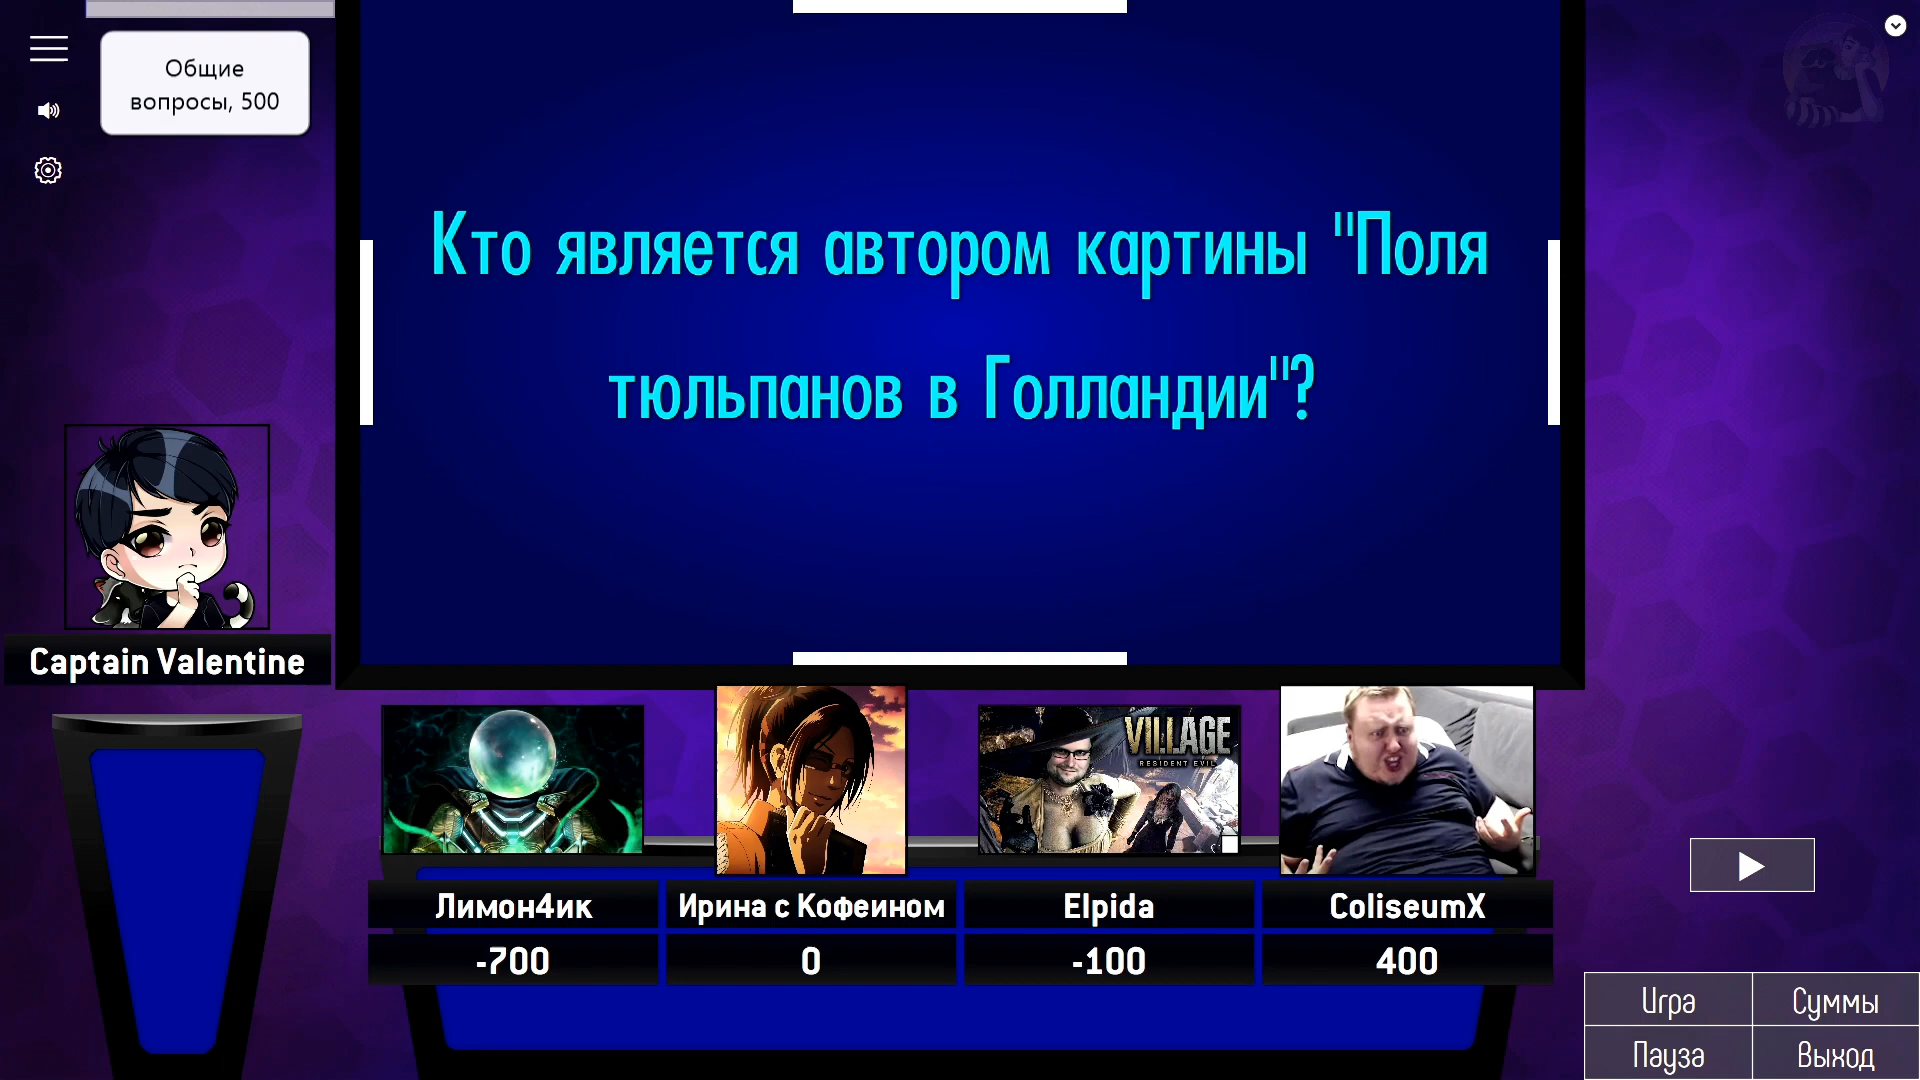 Общие
вопросы, 500
Кто является автором картины "Поля
тюльпанов в Голландии"?
Captain Valentine
VILLAGE
RESIDENT EVIL
Лимон4ик
Ирина с Кофеином
Elpida
ColiseumX
-700
0
-100
400
Игра
Суммы
Пауза
Выход